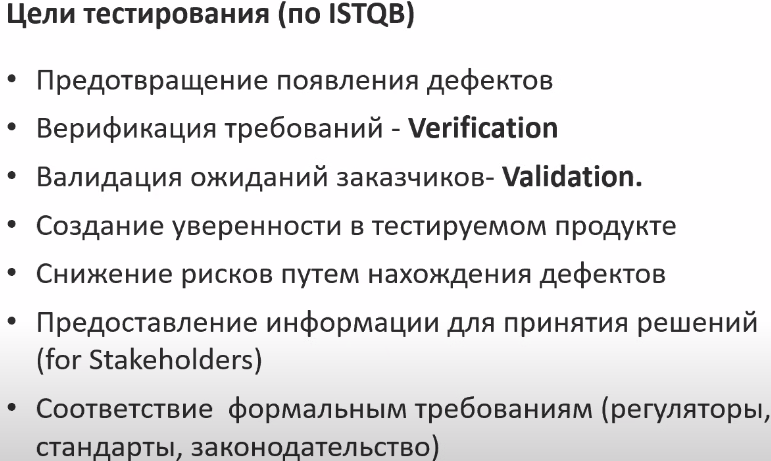 Цели тестирования (по ISTQB)
• Предотвращение появления дефектов
• Верификация требований - Verification
• Валидация ожиданий заказчиков- Validation.
• Создание уверенности в тестируемом продукте
• Снижение рисков путем нахождения дефектов
• Предоставление информации для принятия решений
(for Stakeholders)
• Соответствие формальным требованиям (регуляторы,
стандарты, законодательство)